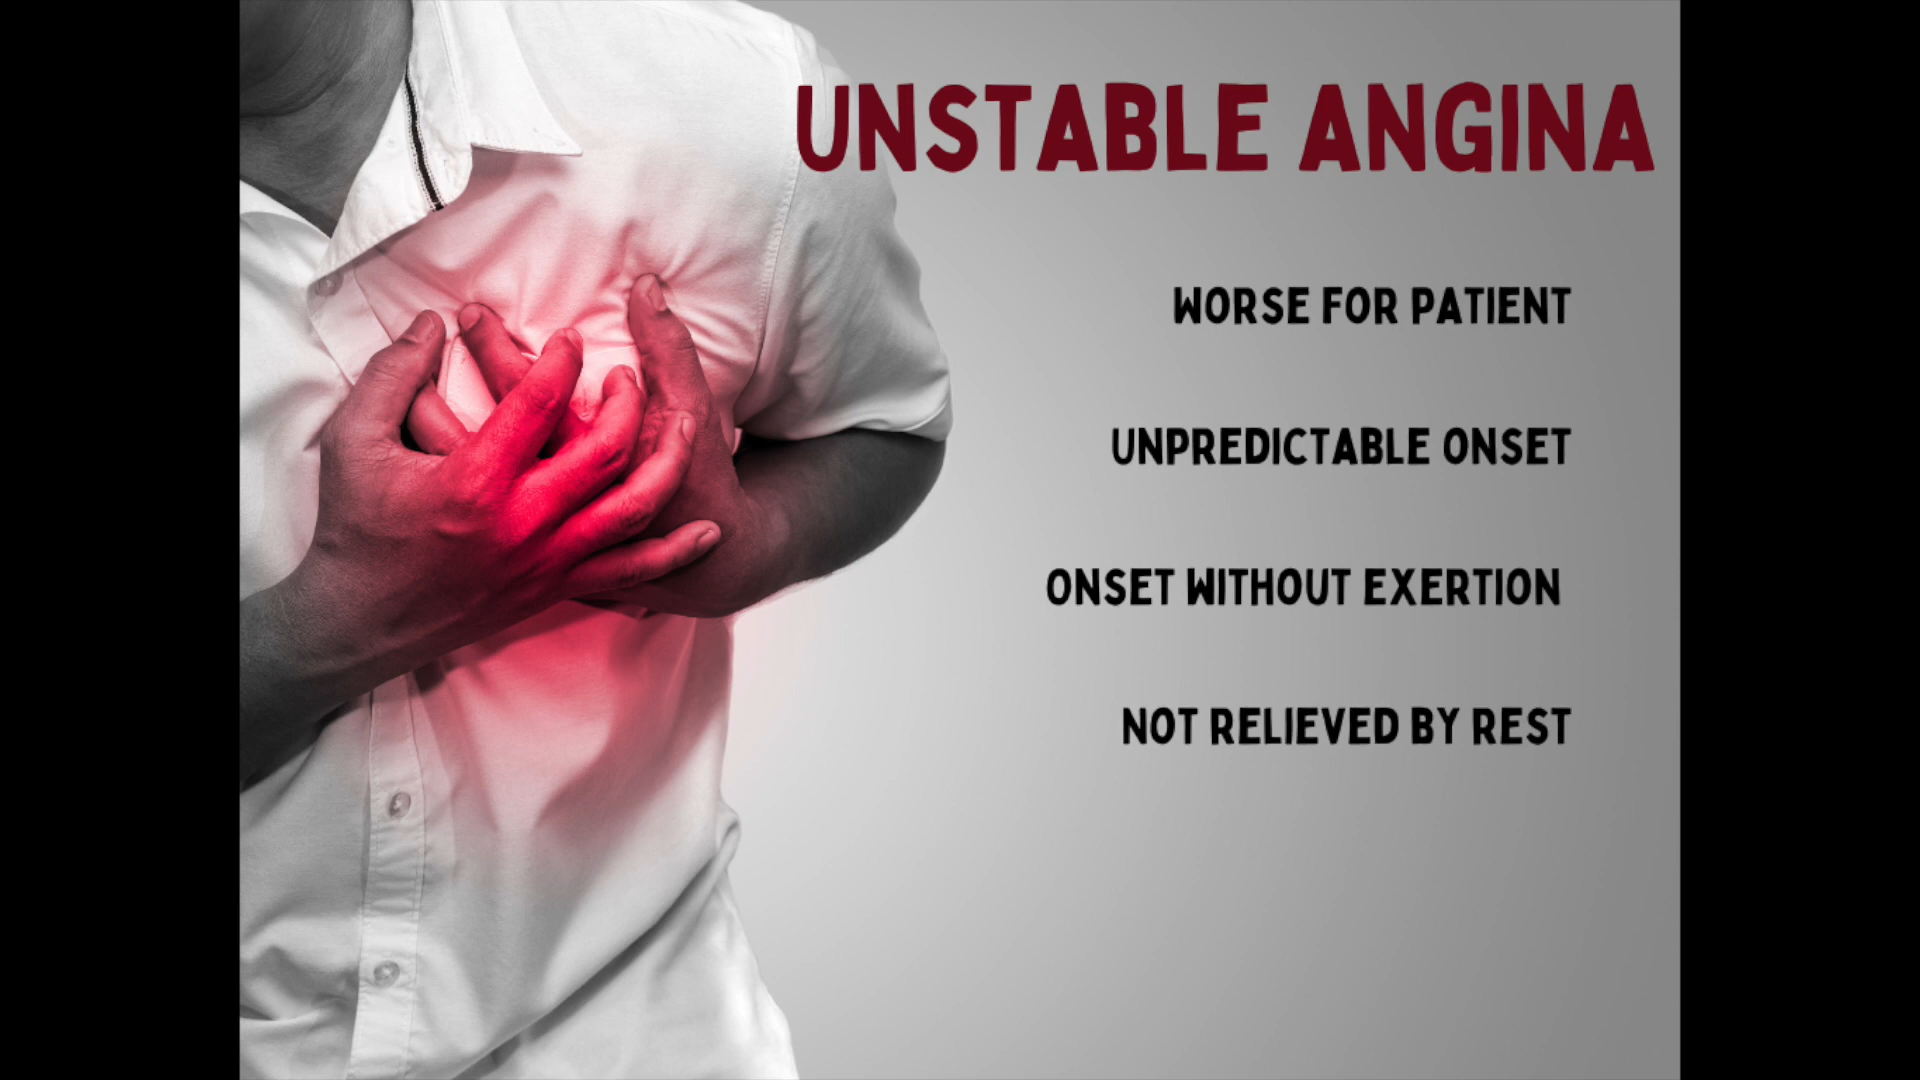 UNSTABLE ANGINA
WORSE FOR PATIENT
UNPREDICTABLE ONSET
ONSET WITHOUT EXERTION
NOT RELIEVED BY REST